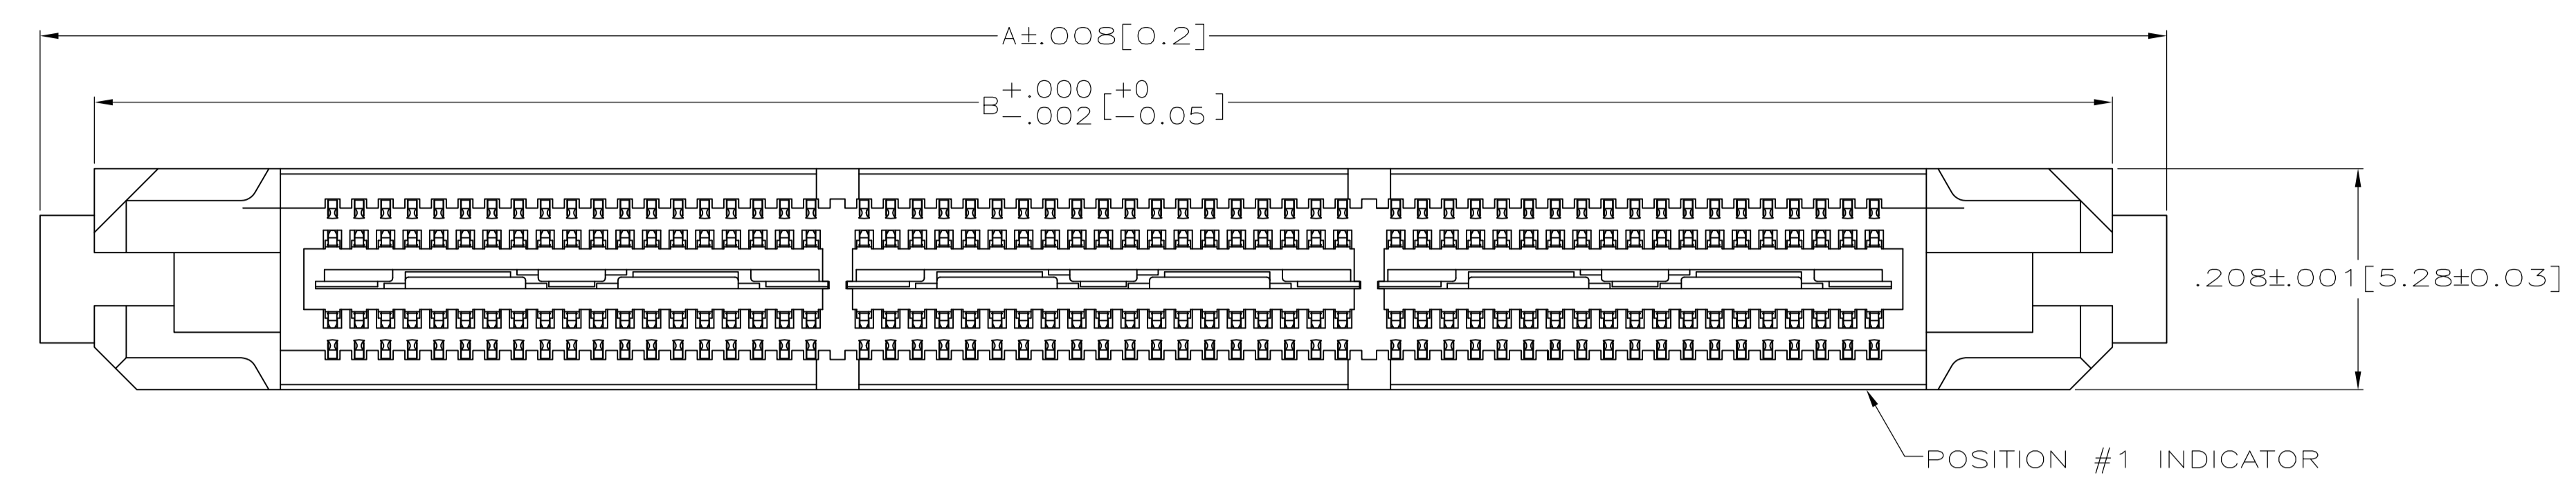 A±.008[0.2]
B +.000 [+0
-.002 [-0.05]
.208±.001[5.28±0.03]
POSITION #1 INDICATOR